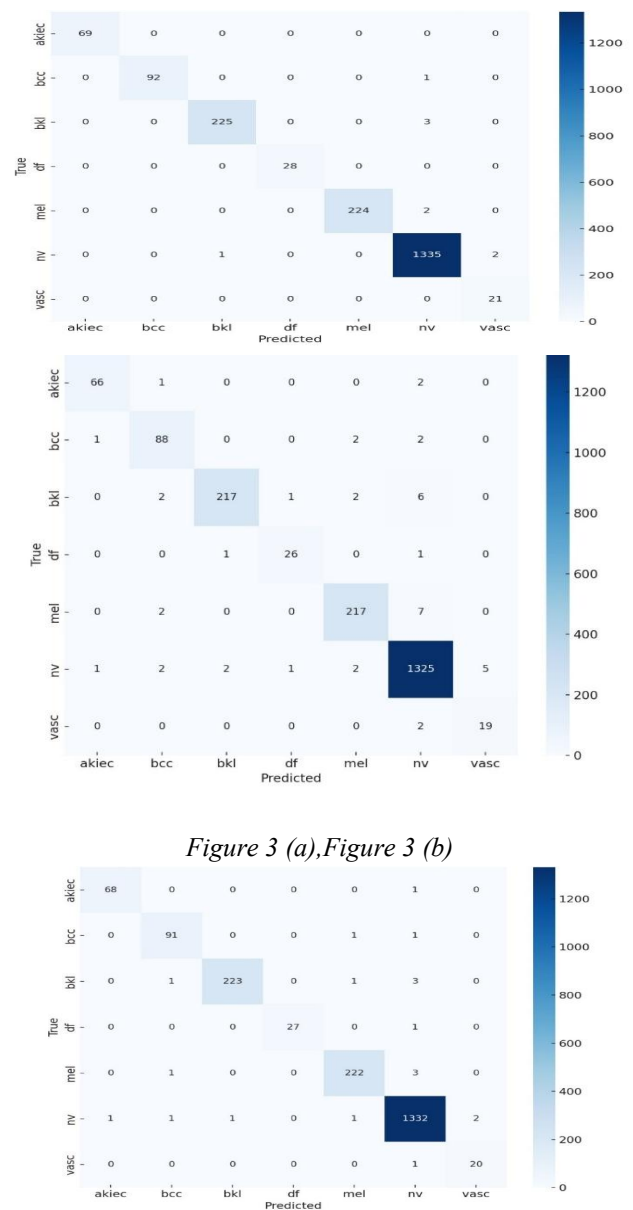 akiec 69 0 0 0 0 0 0
bcc 0 92 0 0 0 1 0
bkl 0 0 225 0 0 3 0
df 0 0 0 28 0 0 0
mel 0 0 0 0 224 2 0
nv 0 0 1 0 0 1335 2
vasc 0 0 0 0 0 0 21
True
akiec bcc bkl df mel nv vasc
Predicted
1200
1000
800
600
400
200
0
akiec 66 1 0 0 0 2 0
bcc 1 88 0 0 2 2 0
bkl 0 2 217 1 2 6 0
df 0 0 1 26 0 1 0
mel 0 2 0 0 217 7 0
nv 1 2 2 1 2 1325 5
vasc 0 0 0 0 0 2 19
True
akiec bcc bkl df mel nv vasc
Predicted
1200
1000
800
600
400
200
0
Figure 3 (a),Figure 3 (b)
akiec 68 0 0 0 0 1 0
bcc 0 91 0 0 1 1 0
bkl 0 1 223 0 1 3 0
df 0 0 0 27 0 1 0
mel 0 1 0 0 222 3 0
nv 1 1 1 0 1 1332 2
vasc 0 0 0 0 0 1 20
True
akiec bcc bkl df mel nv vasc
Predicted
1200
1000
800
600
400
200
0